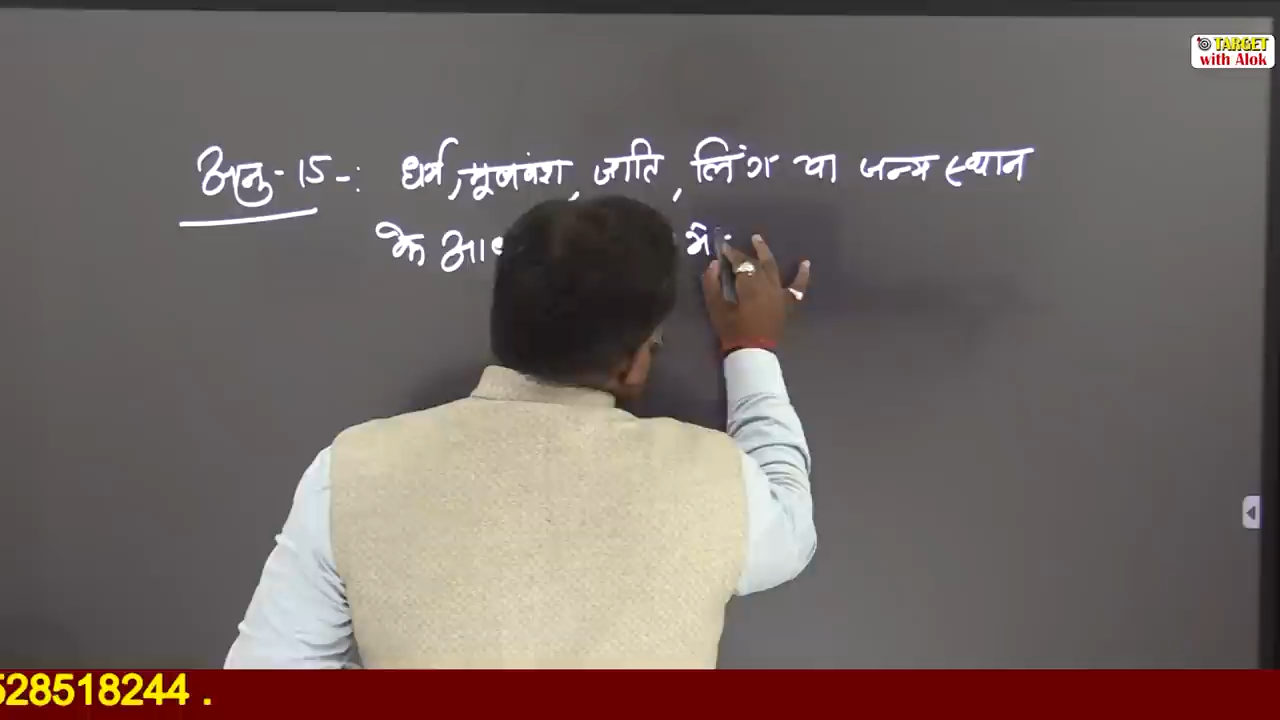 TARGET
with Alok
अनु-15-: धर्म, मूलवंश, जाति, लिंग या जन्म स्थान
के
528518244 .